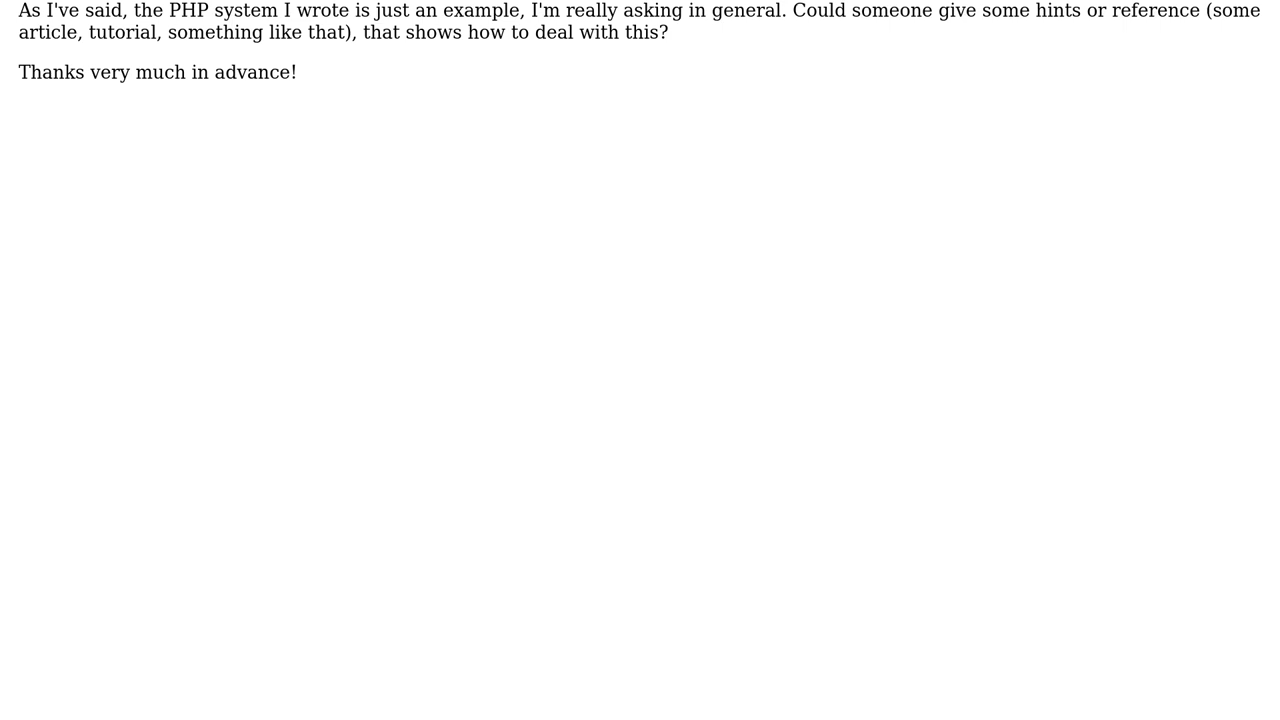 As I've said, the PHP system I wrote is just an example, I'm really asking in general. Could someone give some hints or reference (some
article, tutorial, something like that), that shows how to deal with this?
Thanks very much in advance!